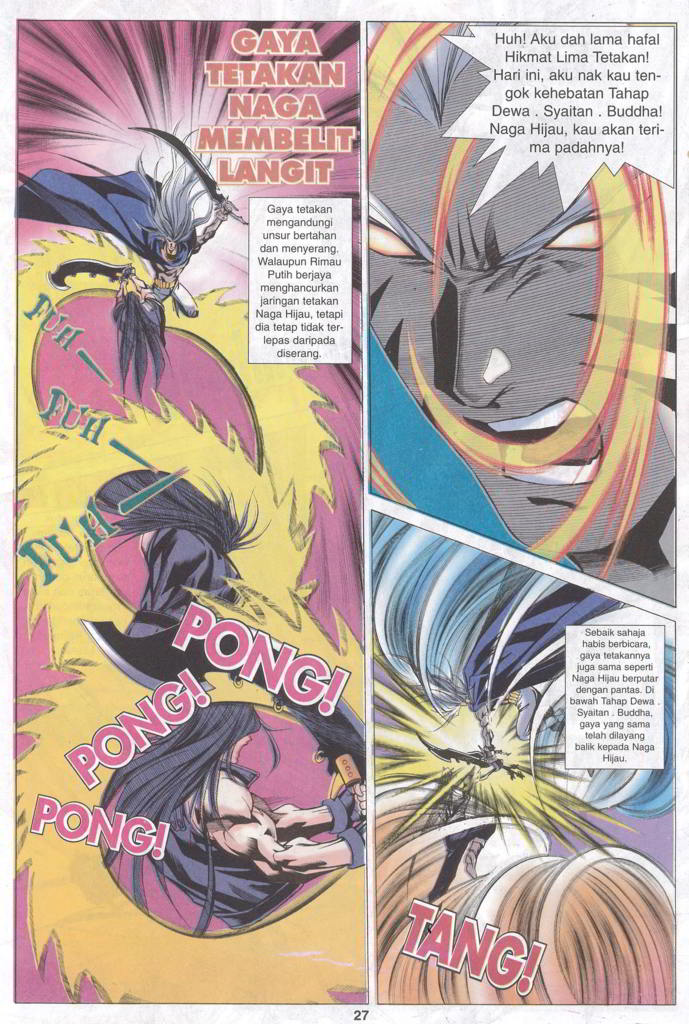 GAYA
TETAKAN
NAGA
MEMBELIT
LANGIT
Gaya tetakan
mengandungi
unsur bertahan
dan menyerang.
Walaupun Rimau
Putih berjaya
menghancurkan
jaringan tetakan
Naga Hijau, tetapi
dia tetap tidak ter-
lepas daripada
diserang.
FUH
FUH
FUH
PONG!
PONG!
PONG!
Huh! Aku dah lama hafal
Hikmat Lima Tetakan!
Hari ini, aku nak kau ten-
gok kehebatan Tahap
Dewa . Syaitan . Buddha!
Naga Hijau, kau akan teri-
ma padahnya!
Sebaik sahaja
habis berbicara,
gaya tetakannya
juga sama seperti
Naga Hijau berputar
dengan pantas. Di
bawah Tahap Dewa .
Syaitan . Buddha,
gaya yang sama
telah dilayang
balik kepada Naga
Hijau.
TANG!
27